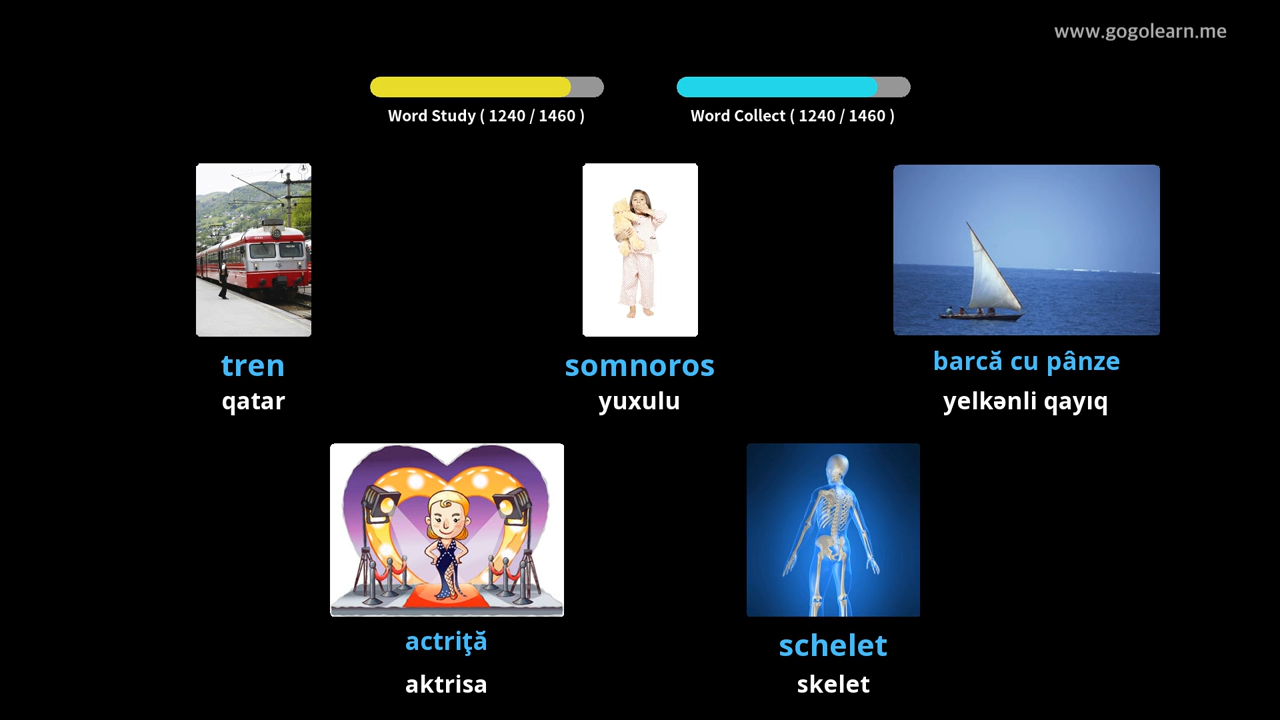 www.gogolearn.me
Word Study ( 1240 / 1460 )
Word Collect ( 1240 / 1460 )
tren
qatar
somnoros
yuxulu
barcă cu pânze
yelkənli qayıq
actriţă
aktrisa
schelet
skelet